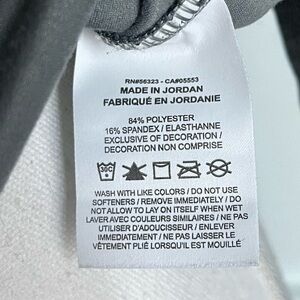 RN#56323 - CA#05553
MADE IN JORDAN
FABRIQUÉ EN JORDANIE
84% POLYESTER
16% SPANDEX / ELASTHANNE
EXCLUSIVE OF DECORATION /
DECORATION NON COMPRISE
30C
WASH WITH LIKE COLORS / DO NOT USE
SOFTENERS / REMOVE IMMEDIATELY / DO
NOT ALLOW TO LAY ON ITSELF WHEN WET
LAVER AVEC COULEURS SIMILAIRES / NE PAS
UTILISER D'ADOUCISSEUR / ENLEVER
IMMÉDIATEMENT / NE PAS LAISSER LE
VÊTEMENT PLIÉ LORSQU'IL EST MOUILLÉ